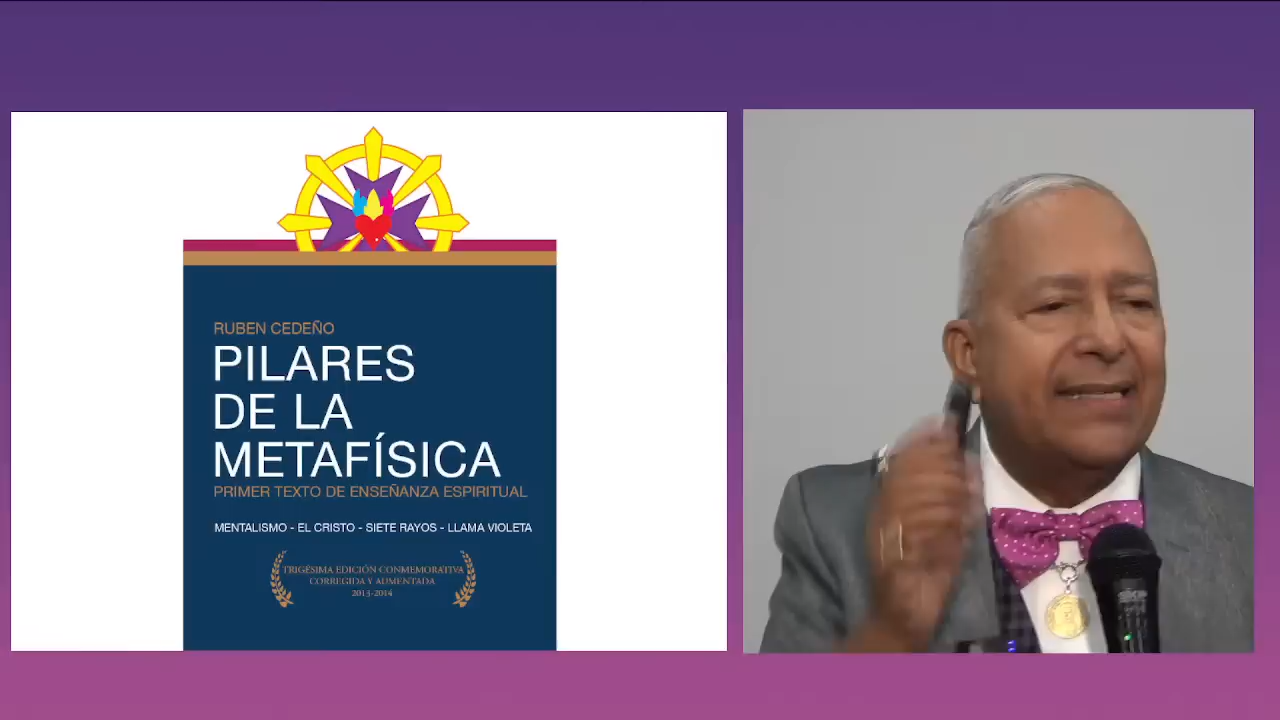 RUBEN CEDEÑO
PILARES
DE LA
METAFÍSICA
PRIMER TEXTO DE ENSEÑANZA ESPIRITUAL
MENTALISMO - EL CRISTO - SIETE RAYOS - LLAMA VIOLETA
TRIGÉSIMA EDICIÓN CONMEMORATIVA
CORREGIDA Y AUMENTADA
2013-2014